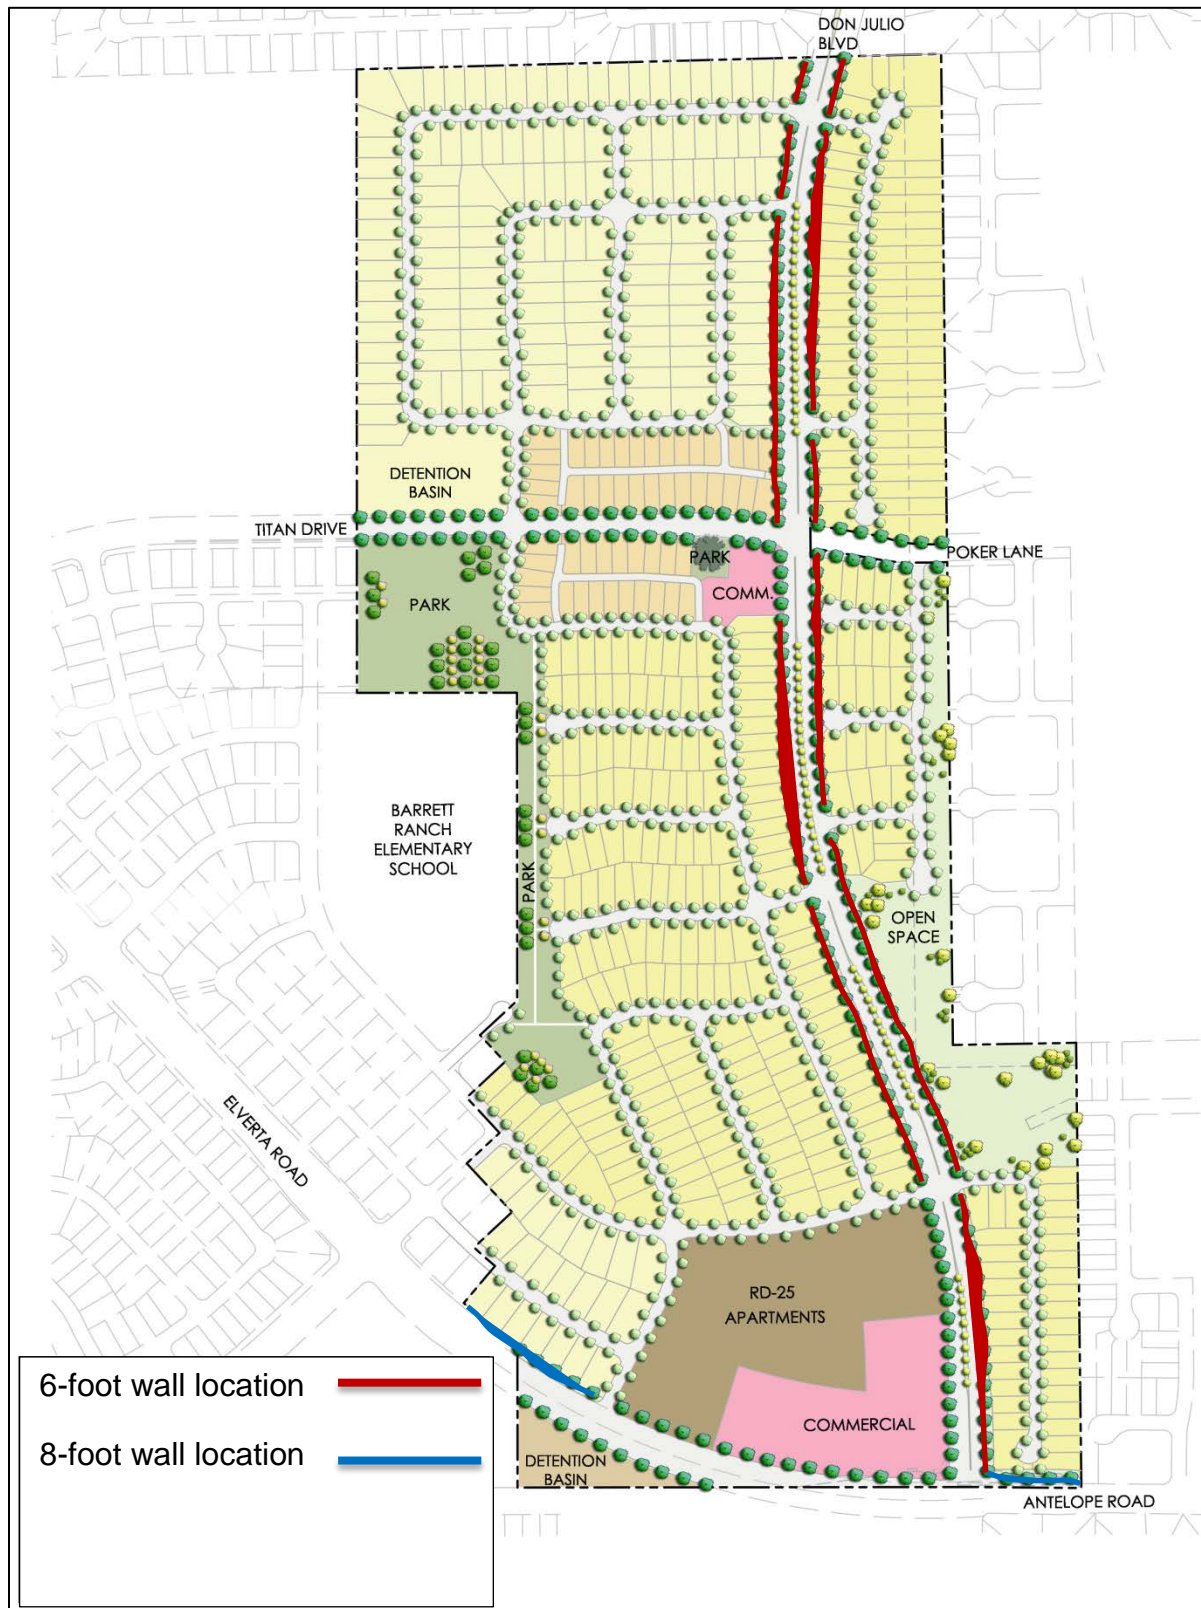 DON JULIO
BLVD
DETENTION
BASIN
TITAN DRIVE
POKER LANE
PARK
COMM.
PARK
BARRETT
RANCH
ELEMENTARY
SCHOOL
PARK
OPEN
SPACE
ELVERTA ROAD
RD-25
APARTMENTS
COMMERCIAL
6-foot wall location
8-foot wall location
DETENTION
BASIN
ANTELOPE ROAD